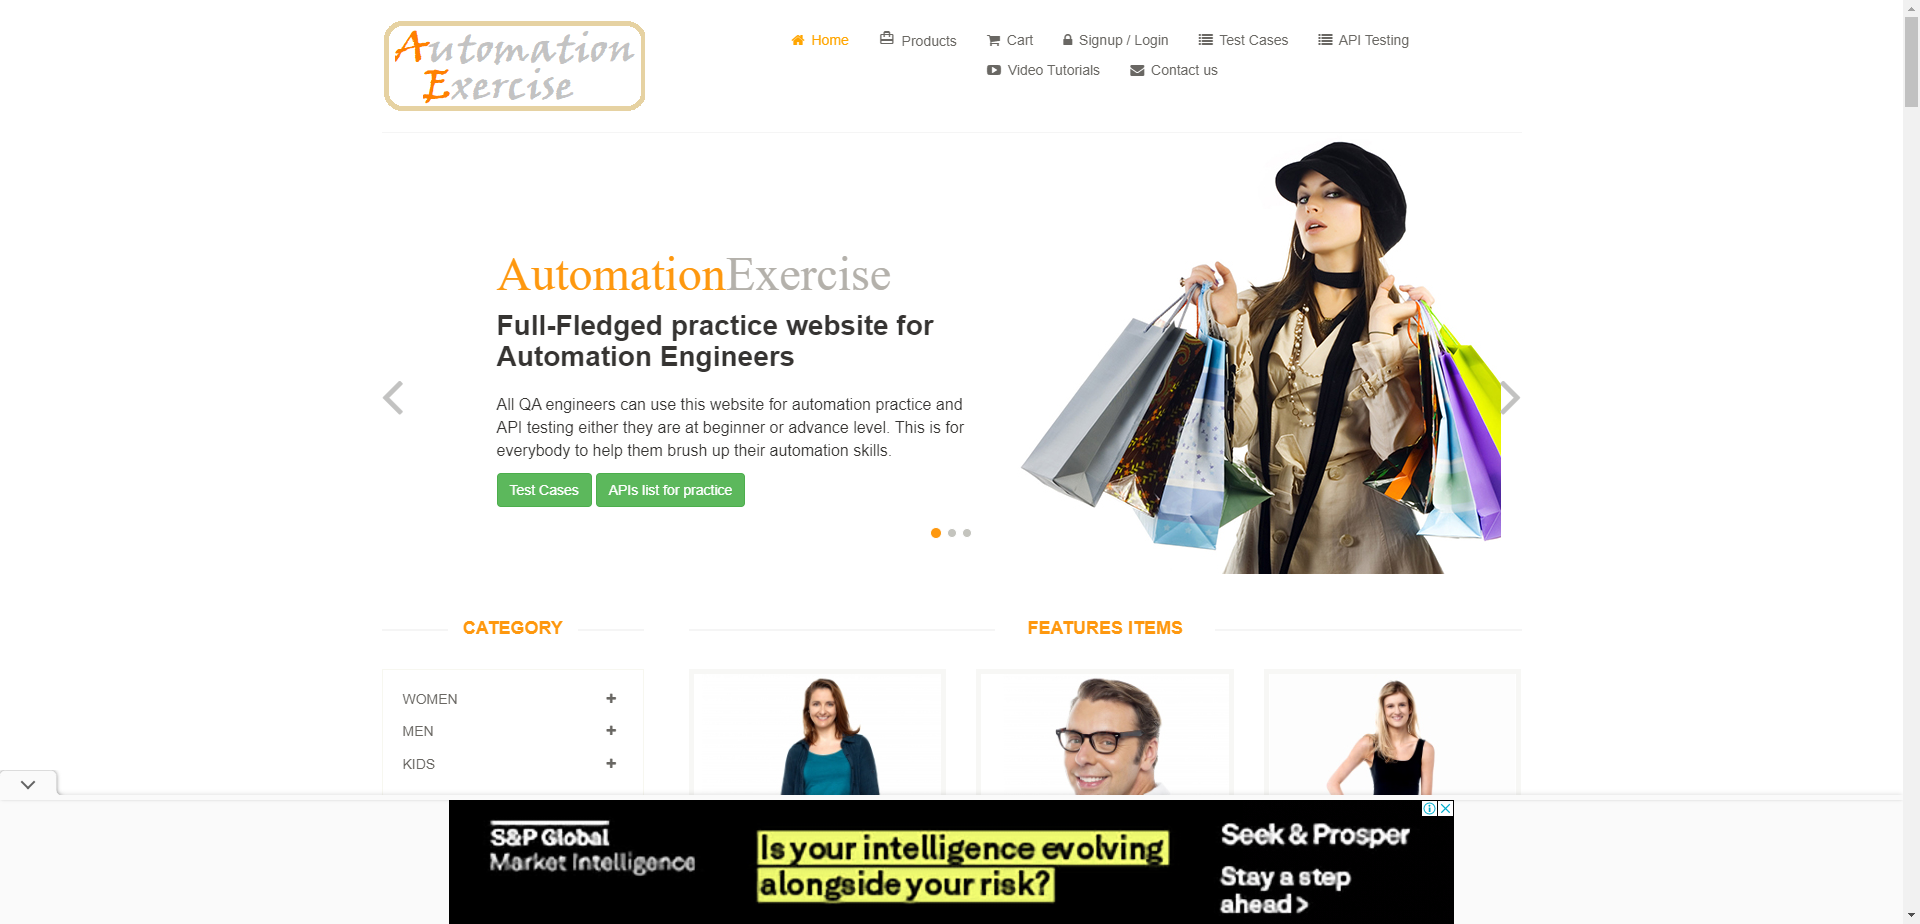 Automation
Exercise
Home
Products
Cart
Signup / Login
Test Cases
API Testing
Video Tutorials
Contact us
AutomationExercise
Full-Fledged practice website for
Automation Engineers
All QA engineers can use this website for automation practice and
API testing either they are at beginner or advance level. This is for
everybody to help them brush up their automation skills.
Test Cases
APIs list for practice
CATEGORY
FEATURES ITEMS
WOMEN
MEN
KIDS
S&P Global
Market Intelligence
Is your intelligence evolving
alongside your risk?
Seek & Prosper
Stay a step
ahead >